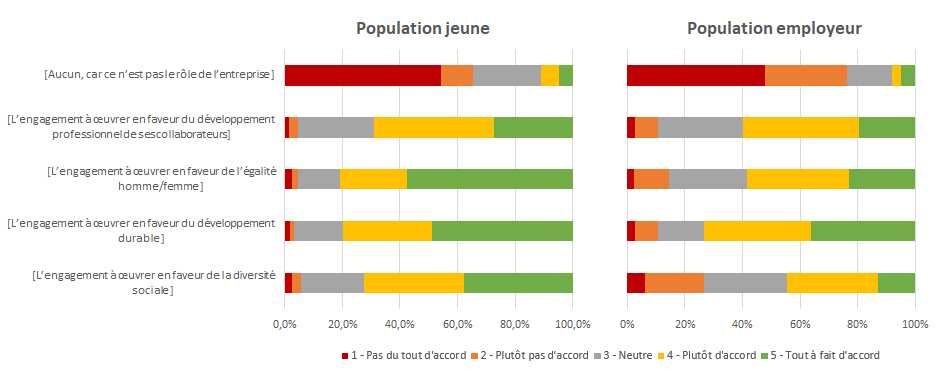 Population jeune
Population employeur
[Aucun, car ce n'est pas le rôle de l'entreprise]
[L'engagement à œuvrer en faveur du développement
professionnel de sescollaborateurs]
[L'engagement à œuvrer en faveur de l'égalité
homme/femme]
[L'engagement à œuvrer en faveur du développement
durable]
[L'engagement à œuvrer en faveur de la diversité
sociale]
0,0% 20,0% 40,0% 60,0% 80,0% 100,0%
0% 20% 40% 60% 80% 100%
1 - Pas du tout d'accord 2 - Plutôt pas d'accord 3 - Neutre 4 - Plutôt d'accord 5 - Tout à fait d'accord